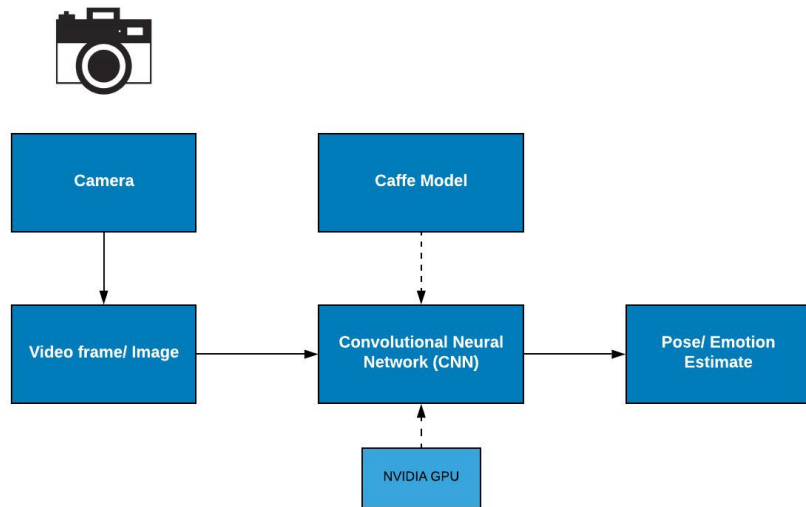 Camera
Caffe Model
Video frame/ Image
Convolutional Neural
Network (CNN)
Pose/ Emotion
Estimate
NVIDIA GPU